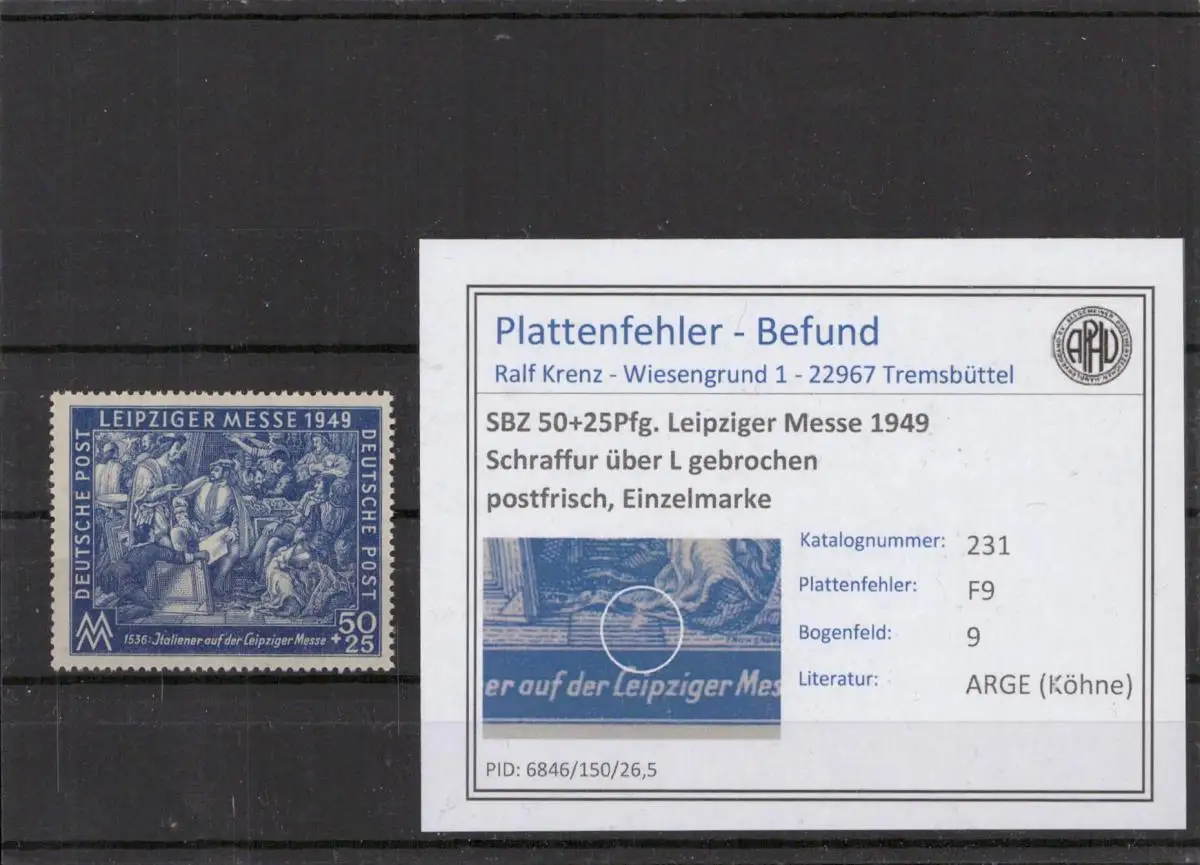 LEIPZIGER MESSE 1949
DEUTSCHE POST
DEUTSCHE POST
50
+25
1536: Italiener auf der Leipziger Messe
Plattenfehler - Befund
Ralf Krenz - Wiesengrund 1 - 22967 Tremsbüttel
APHV
SBZ 50+25Pfg. Leipziger Messe 1949
Schraffur über L gebrochen
postfrisch, Einzelmarke
er auf der Leipziger Mes
Katalognummer: 231
Plattenfehler: F9
Bogenfeld: 9
Literatur: ARGE (Köhne)
PID: 6846/150/26,5